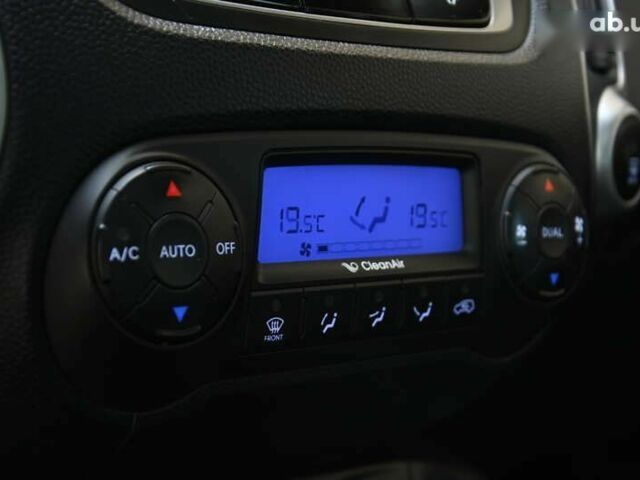 ab.u
A/C
AUTO
OFF
19.5°C
19.5°C
CleanAir
DUAL
FRONT